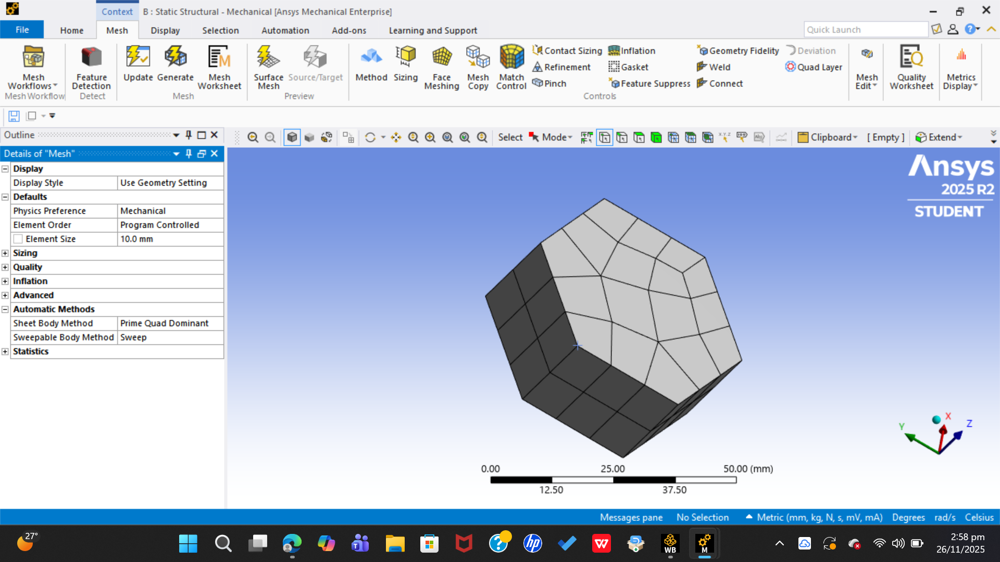 Context
B : Static Structural - Mechanical [Ansys Mechanical Enterprise]
File
Home
Mesh
Display
Selection
Automation
Add-ons
Learning and Support
Quick Launch
Mesh
Workflows
Mesh Workflow
Feature
Detection
Detect
Update
Generate
Mesh
Worksheet
Mesh
Surface
Mesh
Source/Target
Preview
Method
Sizing
Face
Meshing
Mesh
Copy
Match
Control
Contact Sizing
Refinement
Pinch
Inflation
Gasket
Feature Suppress
Geometry Fidelity
Weld
Connect
Deviation
Quad Layer
Controls
Mesh
Edit
Quality
Worksheet
Metrics
Display
Outline
Select
Mode
Clipboard
[ Empty ]
Extend
Details of "Mesh"
Display
Display Style Use Geometry Setting
Defaults
Physics Preference Mechanical
Element Order Program Controlled
Element Size 10.0 mm
Sizing
Quality
Inflation
Advanced
Automatic Methods
Sheet Body Method Prime Quad Dominant
Sweepable Body Method Sweep
Statistics
Ansys
2025 R2
STUDENT
X
Y
Z
0.00 25.00 50.00 (mm)
12.50 37.50
Messages pane
No Selection
Metric (mm, kg, N, s, mV, mA)
Degrees
rad/s
Celsius
27°
hp
WB
M
2:58 pm
26/11/2025